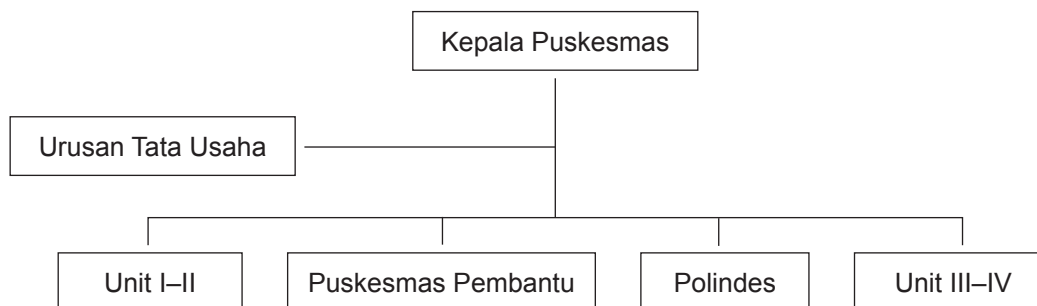 Kepala Puskesmas
Urusan Tata Usaha
Unit I–II
Puskesmas Pembantu
Polindes
Unit III–IV